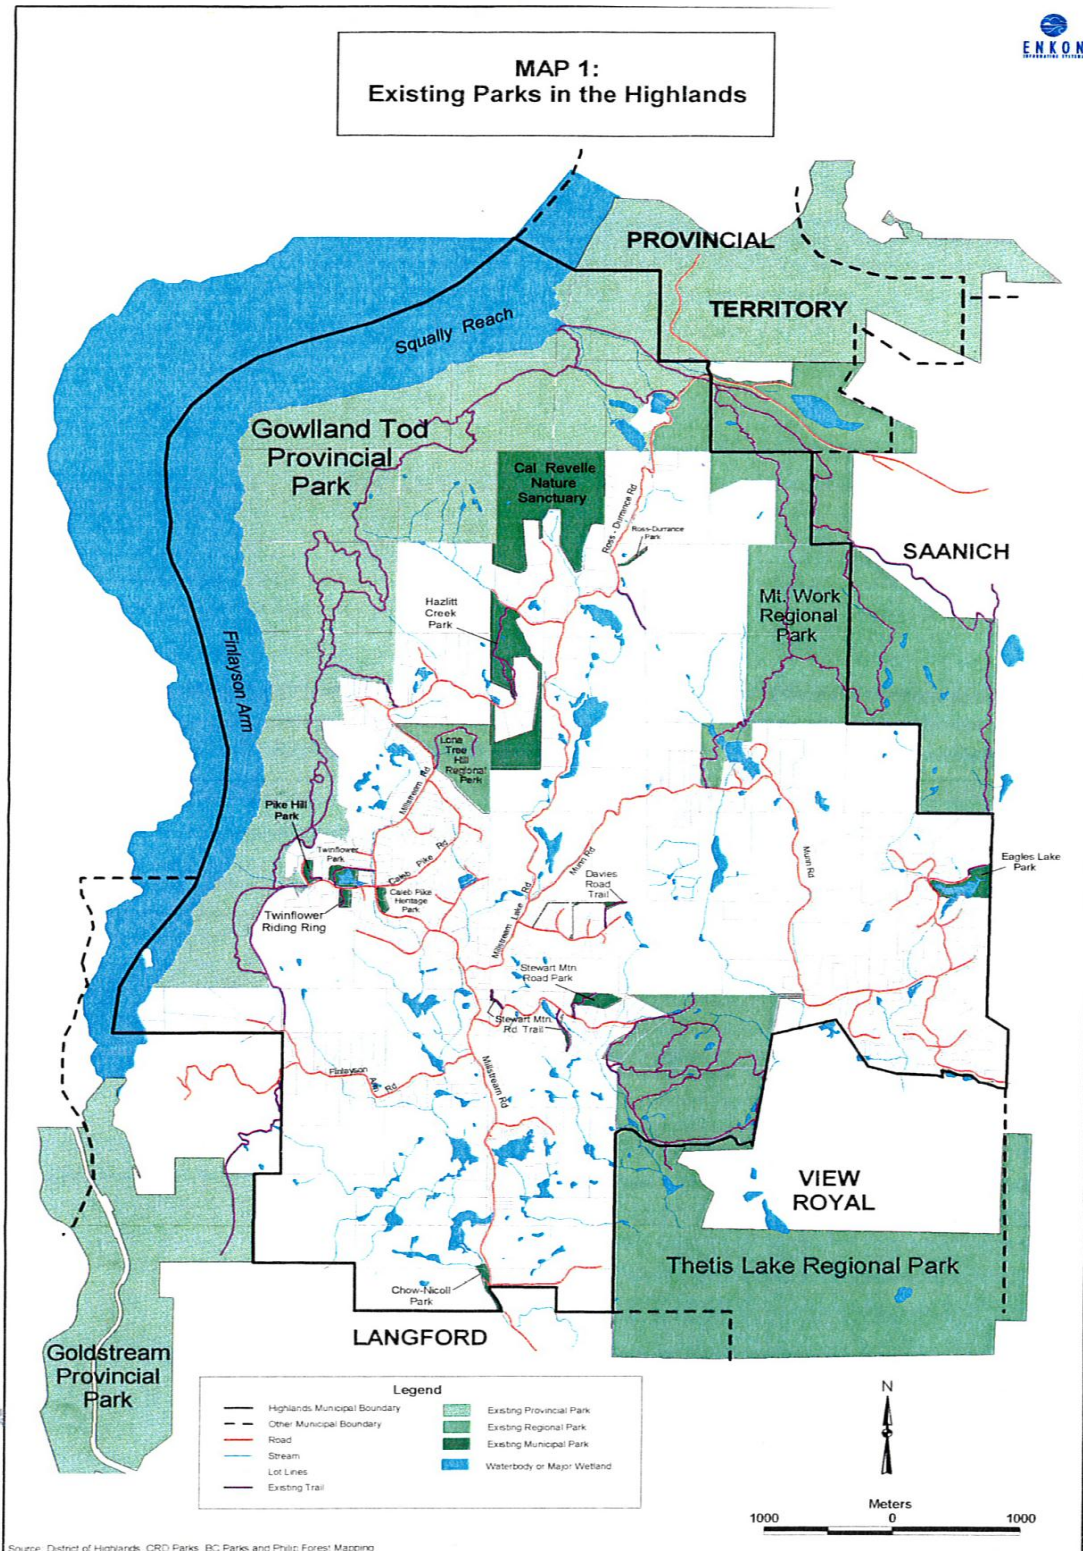 ENKON
INFORMATION SYSTEMS
MAP 1:
Existing Parks in the Highlands
PROVINCIAL
TERRITORY
Squally Reach
Gowlland Tod
Provincial
Park
Cal Revelle
Nature
Sanctuary
Ross - Durrance Rd
Ross-Durrance
Park
SAANICH
Hazlitt
Creek
Park
Mt. Work
Regional
Park
Finlayson Arm
Lone
Tree
Hill
Regional
Park
Millstream Rd
Pike Hill
Park
Twinflower
Park
Caleb Pike Rd
Caleb Pike
Heritage
Park
Twinflower
Riding Ring
Munn Rd
Munn Rd
Davies
Road
Trail
Eagles Lake
Park
Millstream Lake Rd
Stewart Mtn.
Road Park
Stewart Mtn.
Rd. Trail
Finlayson Arm Rd
Millstream Rd
VIEW
ROYAL
Thetis Lake Regional Park
Chow-Nicoll
Park
LANGFORD
Goldstream
Provincial
Park
Legend
Highlands Municipal Boundary
Other Municipal Boundary
Road
Stream
Lot Lines
Existing Trail
Existing Provincial Park
Existing Regional Park
Existing Municipal Park
Waterbody or Major Wetland
N
Meters
1000 0 1000
Source: District of Highlands, CRD Parks, BC Parks and Philip Forest Mapping